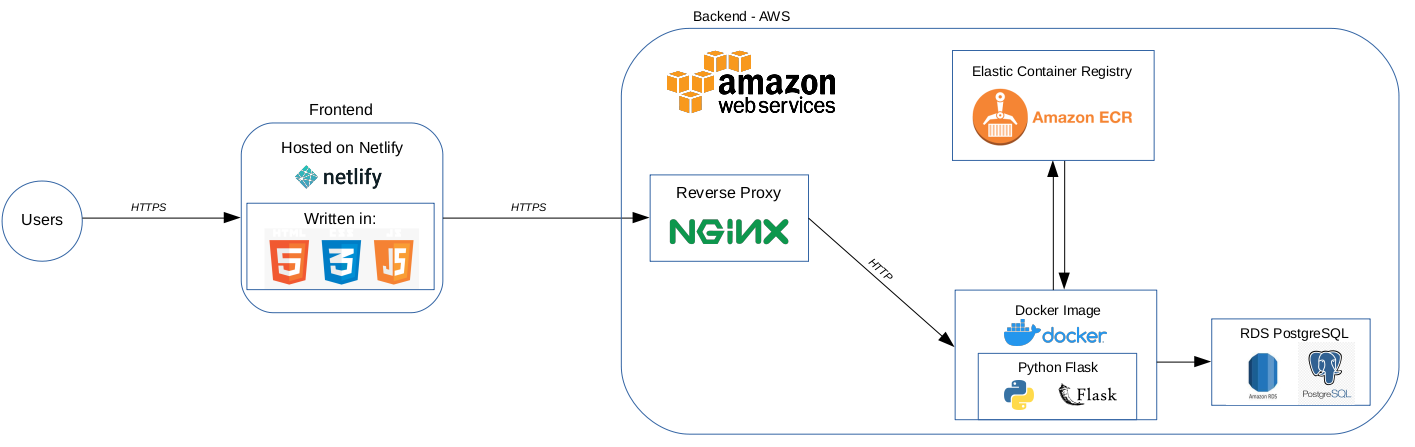 Backend - AWS
amazon
web services
Elastic Container Registry
Amazon ECR
Frontend
Hosted on Netlify
netlify
Users
HTTPS
Written in:
HTML
CSS
JS
5
3
JS
HTTPS
Reverse Proxy
NGINX
HTTP
Docker Image
docker
Python Flask
Flask
RDS PostgreSQL
Amazon RDS
PostgreSQL